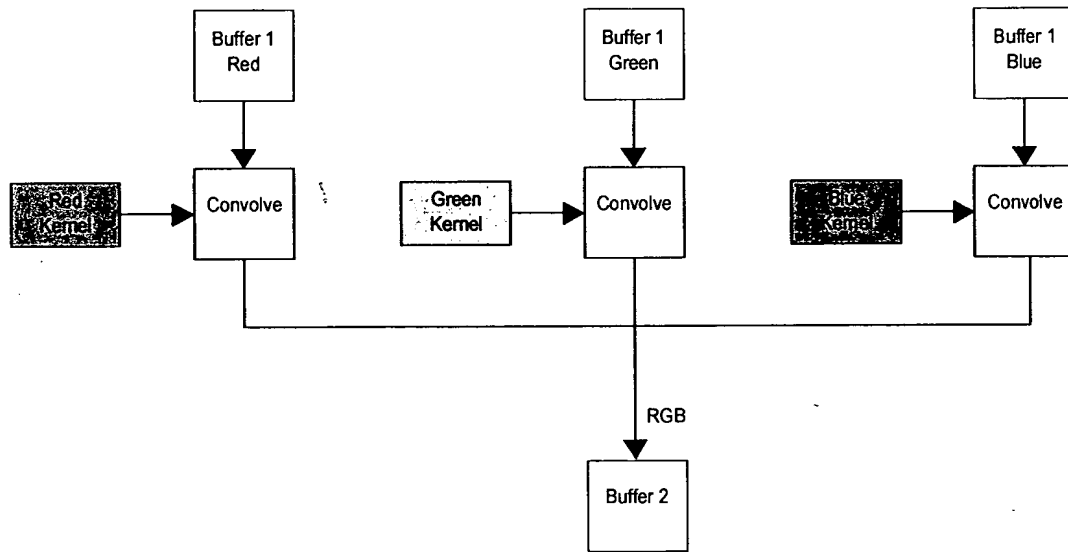 Buffer 1
Red
Buffer 1
Green
Buffer 1
Blue
Red
Kernel
Convolve
Green
Kernel
Convolve
Blue
Kernel
Convolve
RGB
Buffer 2